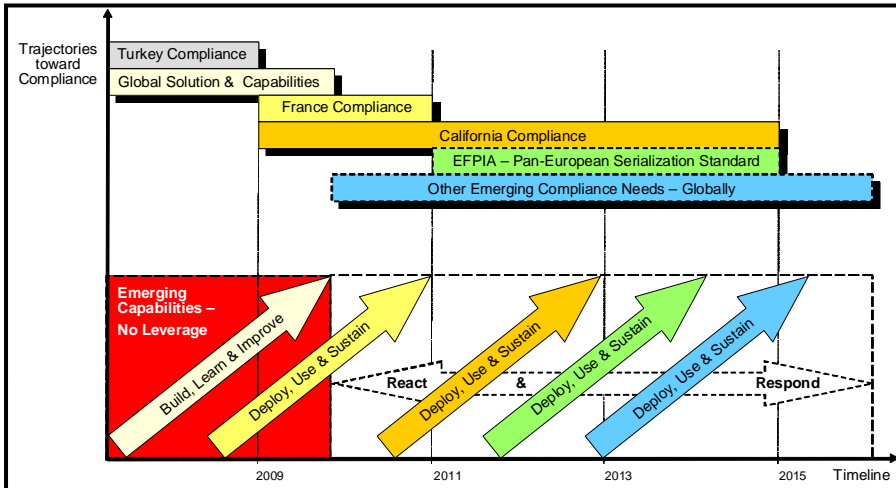 Trajectories
toward
Compliance
Turkey Compliance
Global Solution & Capabilities
France Compliance
California Compliance
EFPIA – Pan-European Serialization Standard
Other Emerging Compliance Needs – Globally
Emerging
Capabilities –
No Leverage
Build, Learn & Improve
Deploy, Use & Sustain
Deploy, Use & Sustain
Deploy, Use & Sustain
Deploy, Use & Sustain
React & Respond
2009 2011 2013 2015 Timeline